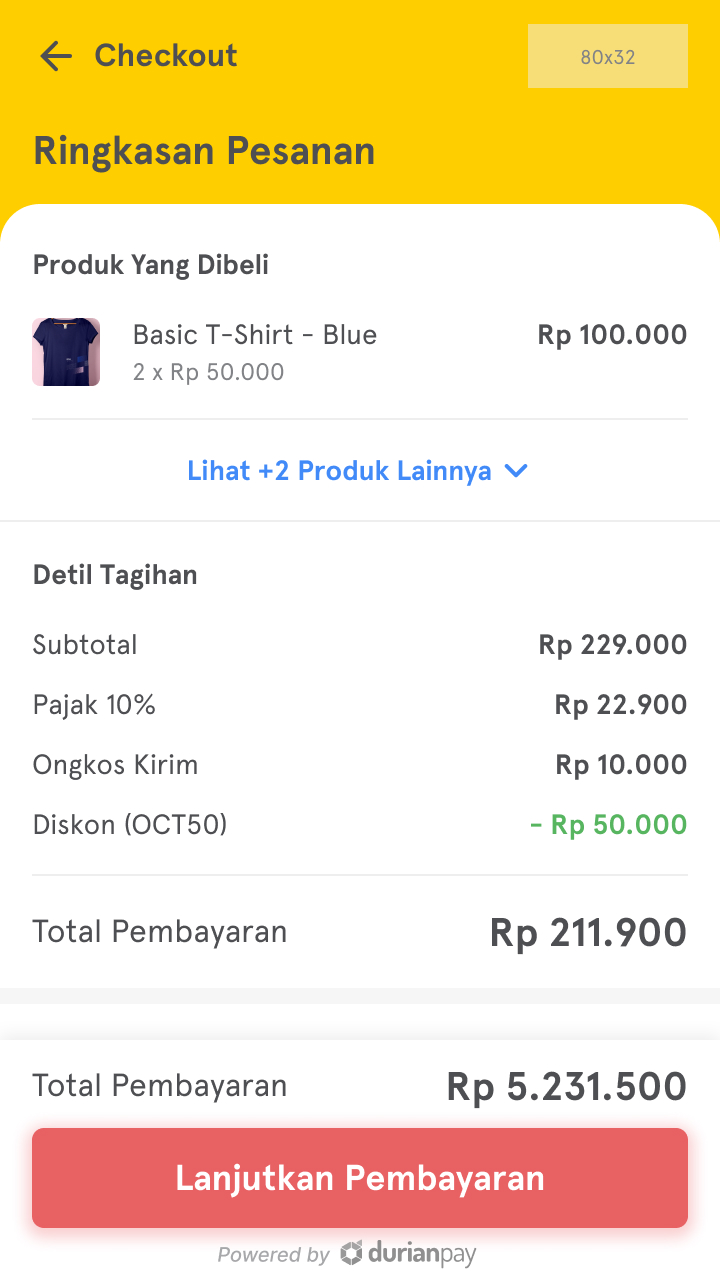 Checkout
80x32
Ringkasan Pesanan
Produk Yang Dibeli
Basic T-Shirt - Blue
Rp 100.000
2 x Rp 50.000
Lihat +2 Produk Lainnya
Detil Tagihan
Subtotal
Rp 229.000
Pajak 10%
Rp 22.900
Ongkos Kirim
Rp 10.000
Diskon (OCT50)
- Rp 50.000
Total Pembayaran
Rp 211.900
Total Pembayaran
Rp 5.231.500
Lanjutkan Pembayaran
Powered by durianpay